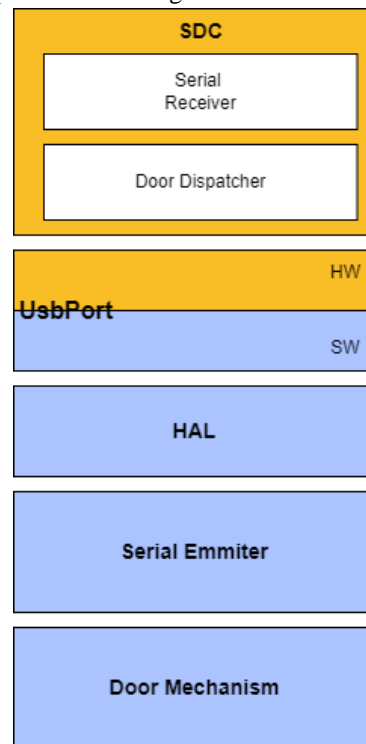 SDC
Serial
Receiver
Door Dispatcher
HW
UsbPort
SW
HAL
Serial Emmiter
Door Mechanism